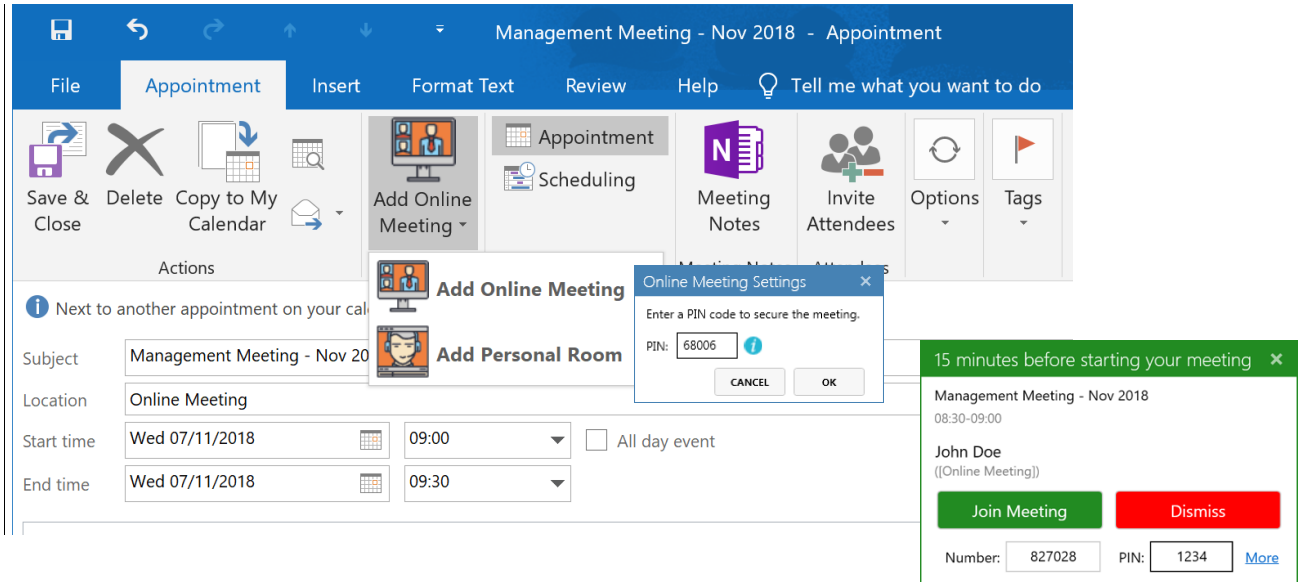 Management Meeting - Nov 2018 - Appointment
File Appointment Insert Format Text Review Help Tell me what you want to do
Save & Close
Delete
Copy to My Calendar
Add Online Meeting
Appointment
Scheduling
N
Meeting Notes
Invite Attendees
Options
Tags
Actions
Meeting Notes
Attendees
Add Online Meeting
Add Personal Room
Next to another appointment on your cal
Subject Management Meeting - Nov 20
Location Online Meeting
Start time Wed 07/11/2018 09:00 All day event
End time Wed 07/11/2018 09:30
Online Meeting Settings
Enter a PIN code to secure the meeting.
PIN: 68006
CANCEL OK
15 minutes before starting your meeting
Management Meeting - Nov 2018
08:30-09:00
John Doe
([Online Meeting])
Join Meeting Dismiss
Number: 827028 PIN: 1234 More